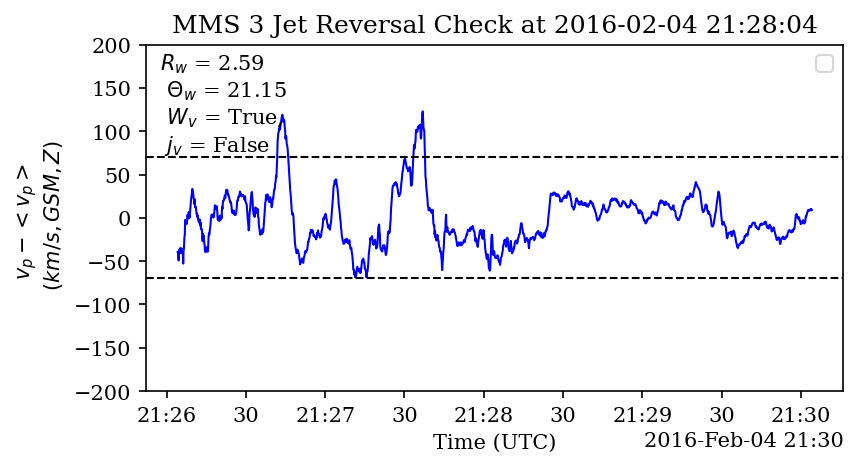 MMS 3 Jet Reversal Check at 2016-02-04 21:28:04
R_w = 2.59
Θ_w = 21.15
W_v = True
j_v = False
v_p − < v_p >
(km/s, GSM, Z)
200
150
100
50
0
−50
−100
−150
−200
21:26 30 21:27 30 21:28 30 21:29 30 21:30
Time (UTC)
2016-Feb-04 21:30